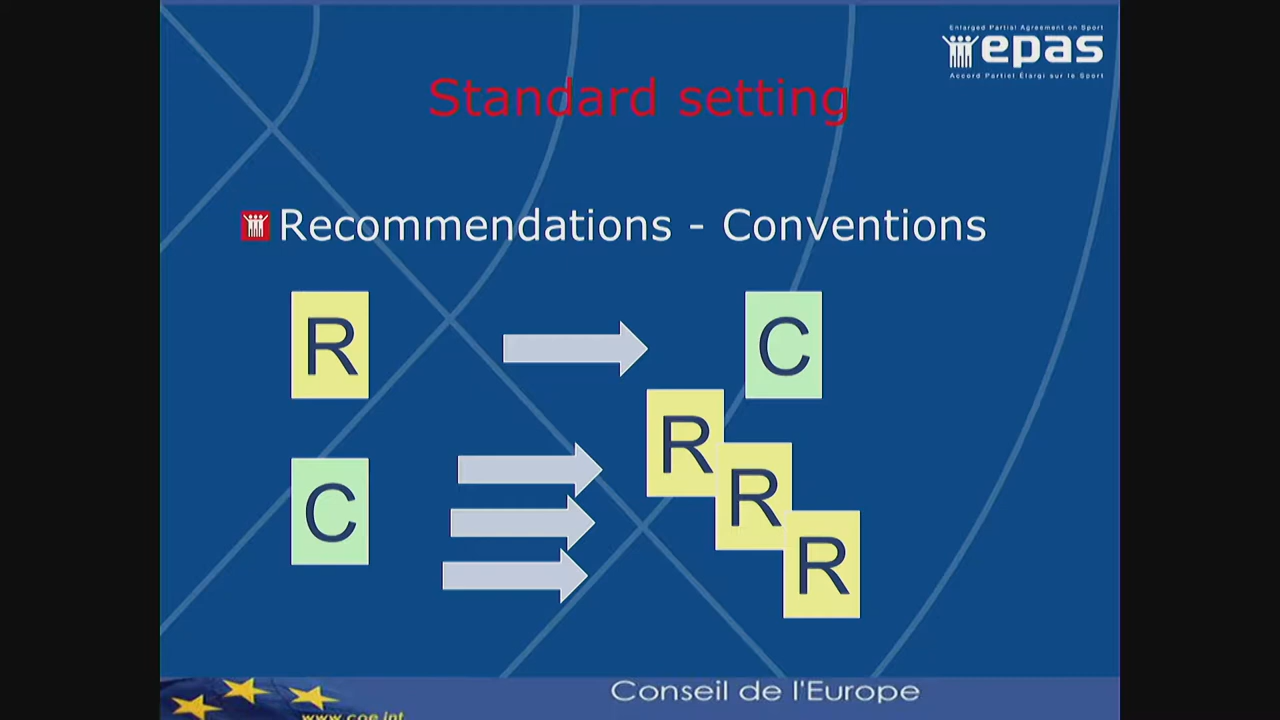 Enlarged Partial Agreement on Sport
epas
Accord Partiel Élargi sur le Sport
Standard setting
Recommendations - Conventions
R
C
R
C
R
R
Conseil de l'Europe
www.coe.int